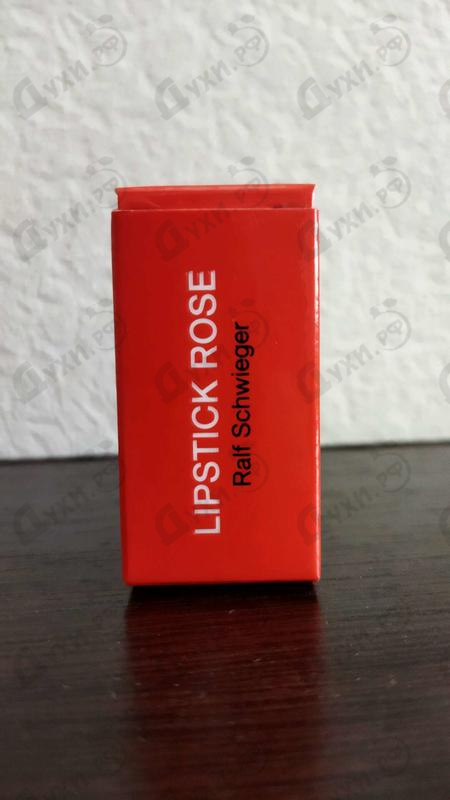 LIPSTICK ROSE
Ralf Schwieger
Духи.РФ